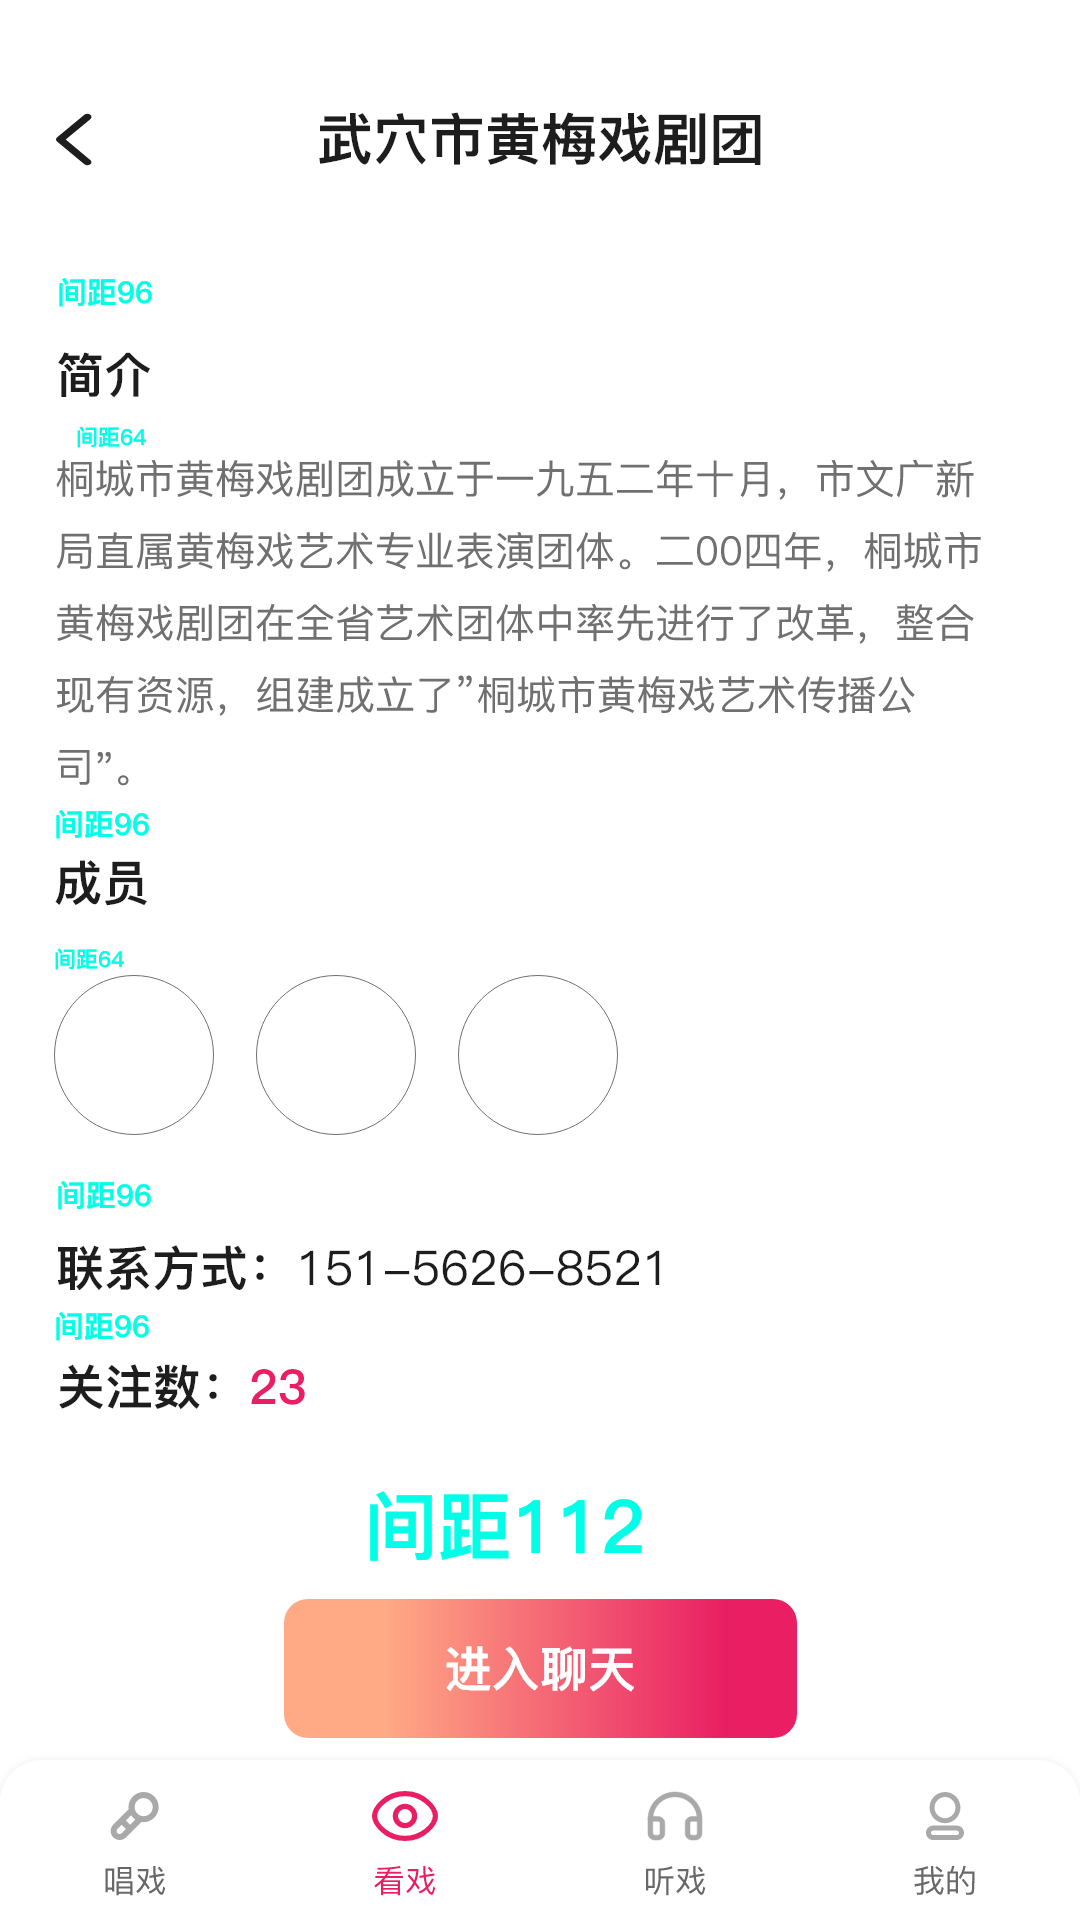 武穴市黄梅戏剧团
间距96
简介
间距64
桐城市黄梅戏剧团成立于一九五二年十月，市文广新
局直属黄梅戏艺术专业表演团体。二00四年，桐城市
黄梅戏剧团在全省艺术团体中率先进行了改革，整合
现有资源，组建成立了”桐城市黄梅戏艺术传播公
司”。
间距96
成员
间距64
间距96
联系方式：151-5626-8521
间距96
关注数：23
间距112
进入聊天
唱戏 看戏 听戏 我的